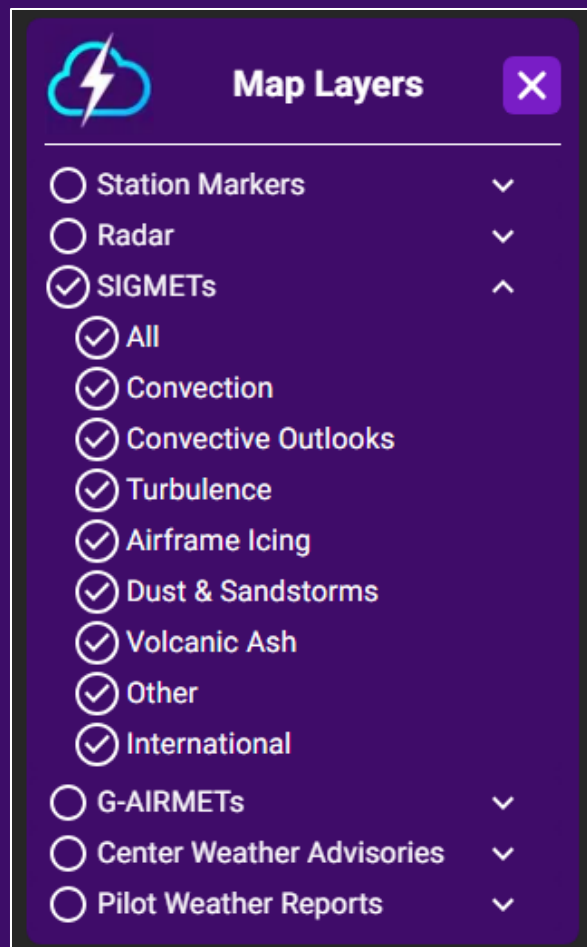 Map Layers
Station Markers
Radar
SIGMETs
All
Convection
Convective Outlooks
Turbulence
Airframe Icing
Dust & Sandstorms
Volcanic Ash
Other
International
G-AIRMETs
Center Weather Advisories
Pilot Weather Reports